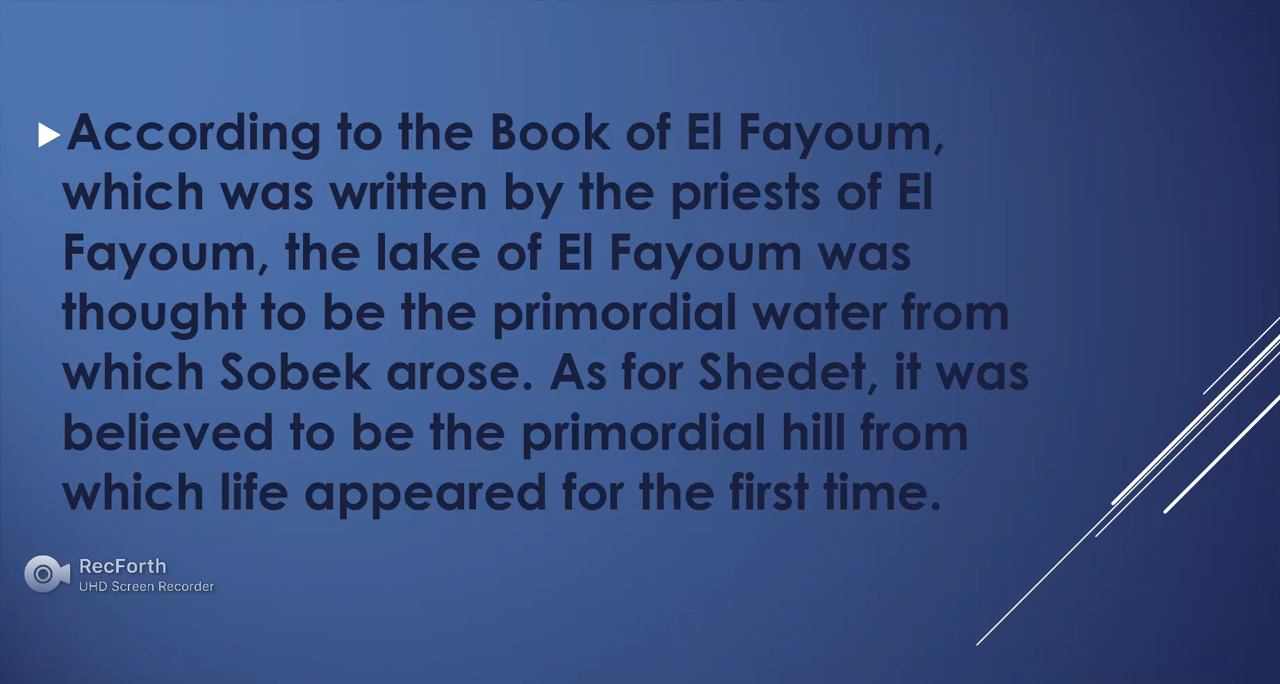 According to the Book of El Fayoum,
which was written by the priests of El
Fayoum, the lake of El Fayoum was
thought to be the primordial water from
which Sobek arose. As for Shedet, it was
believed to be the primordial hill from
which life appeared for the first time.
RecForth
UHD Screen Recorder